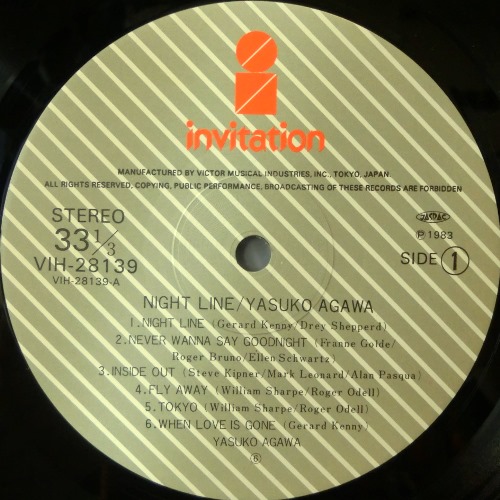 invitation
MANUFACTURED BY VICTOR MUSICAL INDUSTRIES, INC., TOKYO, JAPAN.
ALL RIGHTS RESERVED, COPYING, PUBLIC PERFORMANCE, BROADCASTING OF THESE RECORDS ARE FORBIDDEN
STEREO
33 1/3
VIH-28139
VIH-28139-A
JASRAC
Ⓟ1983
SIDE 1
NIGHT LINE/YASUKO AGAWA
1. NIGHT LINE (Gerard Kenny/Drey Shepperd)
2. NEVER WANNA SAY GOODNIGHT (Franne Golde/
Roger Bruno/Ellen Schwartz)
3. INSIDE OUT (Steve Kipner/Mark Leonard/Alan Pasqua)
4. FLY AWAY (William Sharpe/Roger Odell)
5. TOKYO (William Sharpe/Roger Odell)
6. WHEN LOVE IS GONE (Gerard Kenny)
YASUKO AGAWA
⑥